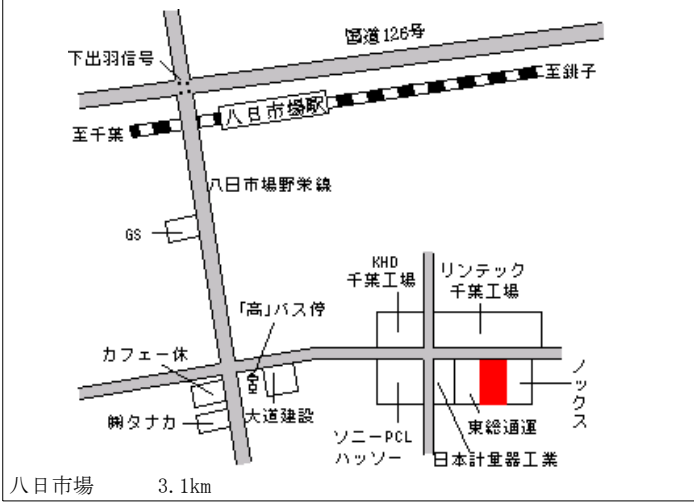 国道126号
下出羽信号
至銚子
八日市場駅
至千葉
八日市場野栄線
GS
KHD
千葉工場
リンテック
千葉工場
「高」バス停
カフェー休
ノックス
㈱タナカ
大道建設
東総通運
ソニーPCL
ハッソー
日本計量器工業
八日市場 3.1km